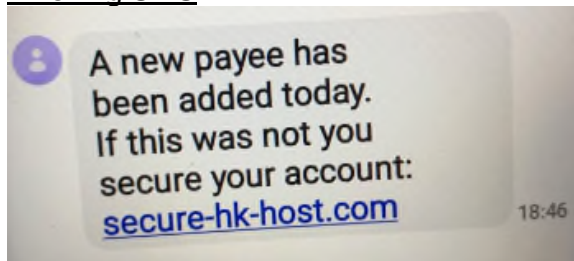 A new payee has
been added today.
If this was not you
secure your account:
secure-hk-host.com
18:46